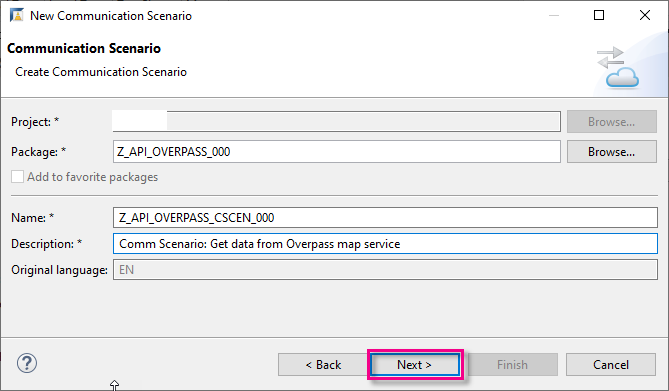 New Communication Scenario
Communication Scenario
Create Communication Scenario
Project: * Browse...
Package: * Z_API_OVERPASS_000 Browse...
Add to favorite packages
Name: * Z_API_OVERPASS_CSCEN_000
Description: * Comm Scenario: Get data from Overpass map service
Original language: EN
? < Back Next > Finish Cancel